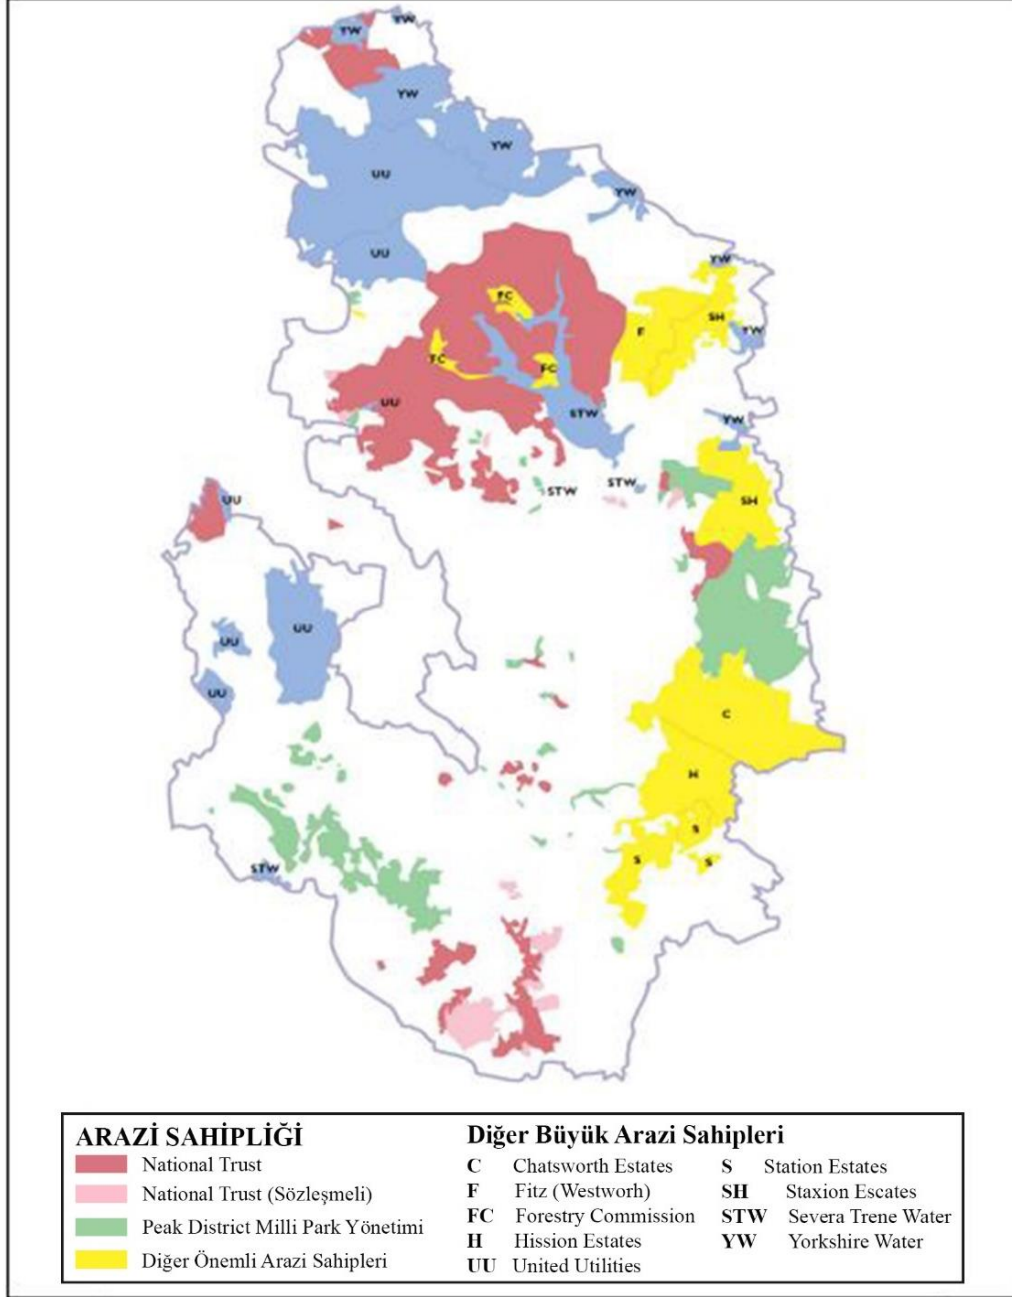 YW
YW
YW
YW
UU
YW
UU
YW
FC
SH
F
YW
FC
FC
UU
STW
YW
STW
STW
UU
SH
UU
UU
UU
C
H
S
S
S
STW
S
ARAZİ SAHİPLİĞİ
National Trust
National Trust (Sözleşmeli)
Peak District Milli Park Yönetimi
Diğer Önemli Arazi Sahipleri
Diğer Büyük Arazi Sahipleri
C Chatsworth Estates
F Fitz (Westworh)
FC Forestry Commission
H Hission Estates
UU United Utilities
S Station Estates
SH Staxion Escates
STW Severa Trene Water
YW Yorkshire Water